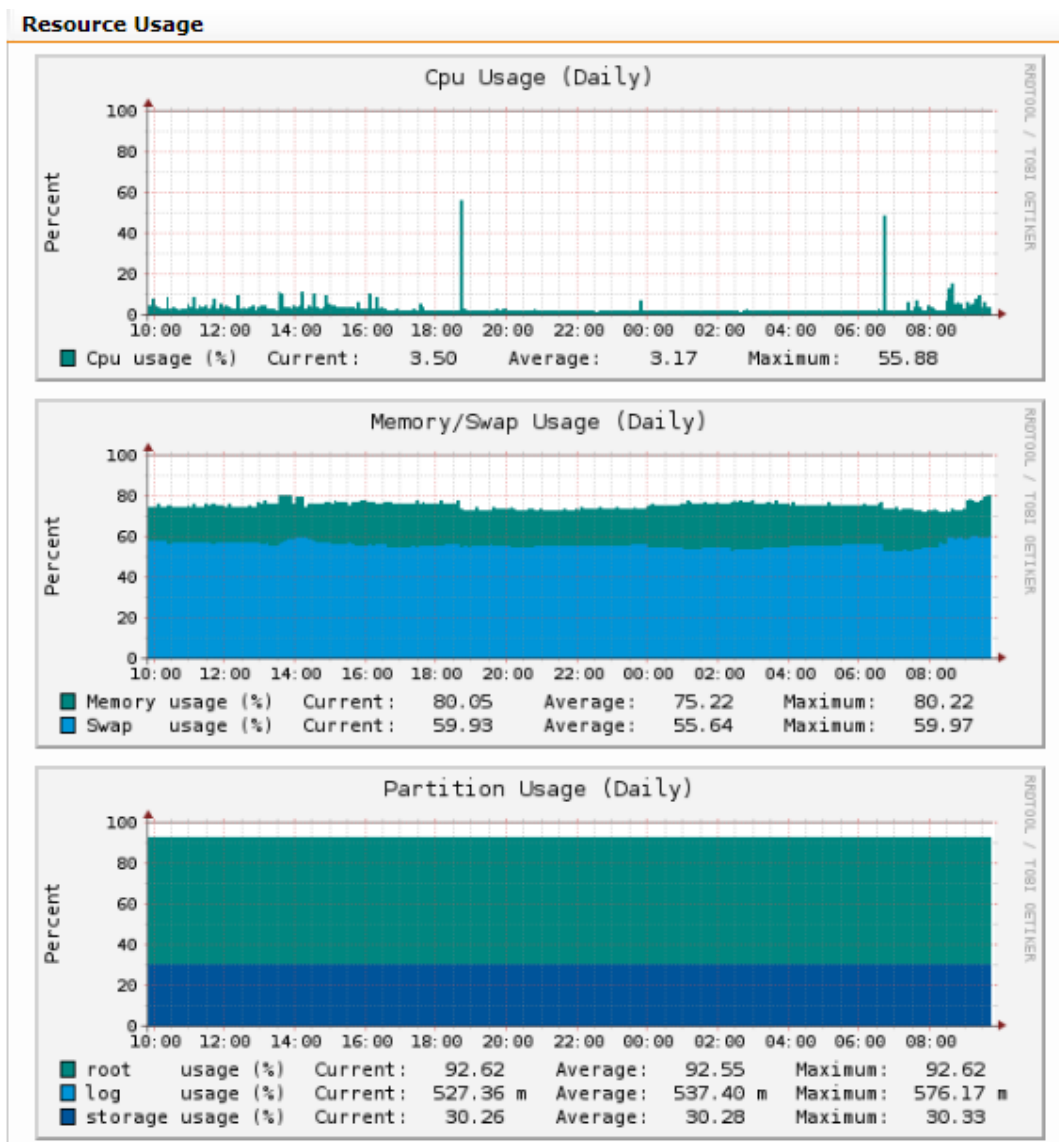 Resource Usage
Cpu Usage (Daily)
RRDTOOL / TOBI OETIKER
Percent
100
80
60
40
20
0
10:00 12:00 14:00 16:00 18:00 20:00 22:00 00:00 02:00 04:00 06:00 08:00
Cpu usage (%) Current: 3.50 Average: 3.17 Maximum: 55.88
Memory/Swap Usage (Daily)
RRDTOOL / TOBI OETIKER
Percent
100
80
60
40
20
0
10:00 12:00 14:00 16:00 18:00 20:00 22:00 00:00 02:00 04:00 06:00 08:00
Memory usage (%) Current: 80.05 Average: 75.22 Maximum: 80.22
Swap usage (%) Current: 59.93 Average: 55.64 Maximum: 59.97
Partition Usage (Daily)
RRDTOOL / TOBI OETIKER
Percent
100
80
60
40
20
0
10:00 12:00 14:00 16:00 18:00 20:00 22:00 00:00 02:00 04:00 06:00 08:00
root usage (%) Current: 92.62 Average: 92.55 Maximum: 92.62
log usage (%) Current: 527.36 m Average: 537.40 m Maximum: 576.17 m
storage usage (%) Current: 30.26 Average: 30.28 Maximum: 30.33